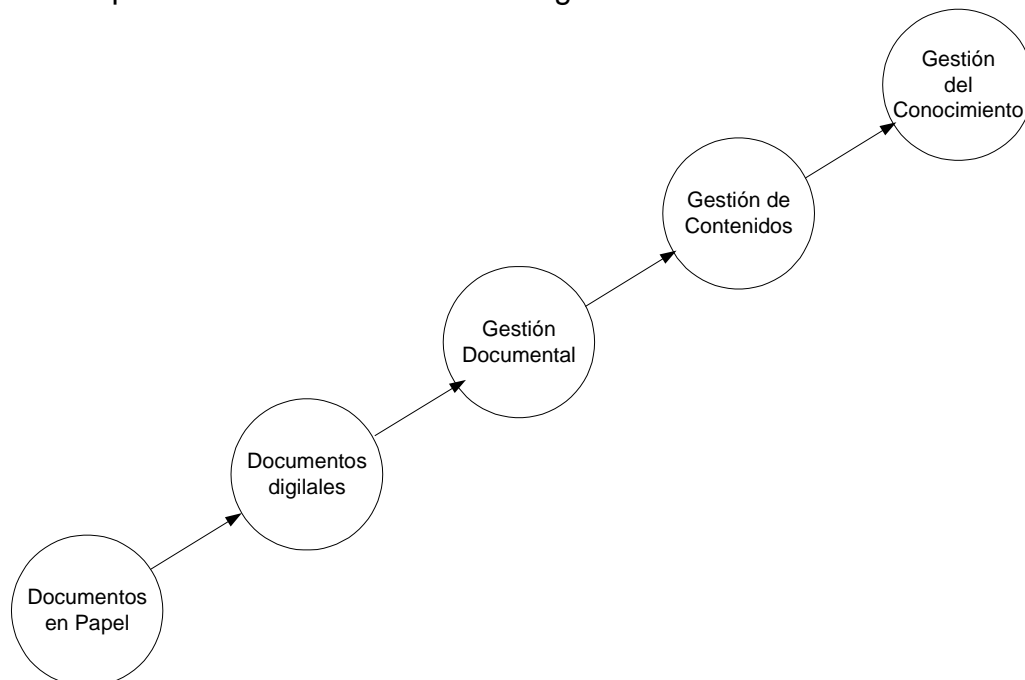 Gestión
del
Conocimiento
Gestión de
Contenidos
Gestión
Documental
Documentos
digilales
Documentos
en Papel